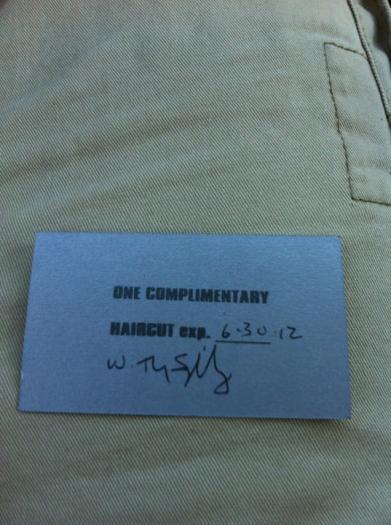 ONE COMPLIMENTARY
HAIRCUT exp. 6.30.12